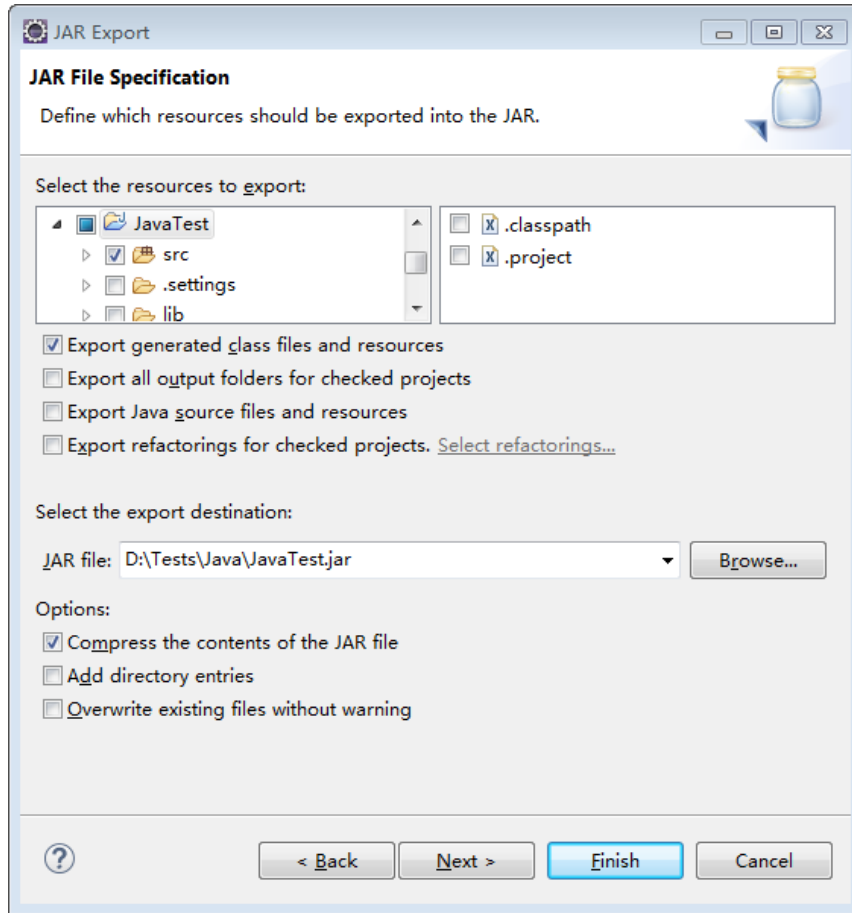 JAR Export
JAR File Specification
Define which resources should be exported into the JAR.
Select the resources to export:
JavaTest
src
.settings
lib
.classpath
.project
Export generated class files and resources
Export all output folders for checked projects
Export Java source files and resources
Export refactorings for checked projects. Select refactorings...
Select the export destination:
JAR file: D:\Tests\Java\JavaTest.jar Browse...
Options:
Compress the contents of the JAR file
Add directory entries
Overwrite existing files without warning
? < Back Next > Finish Cancel